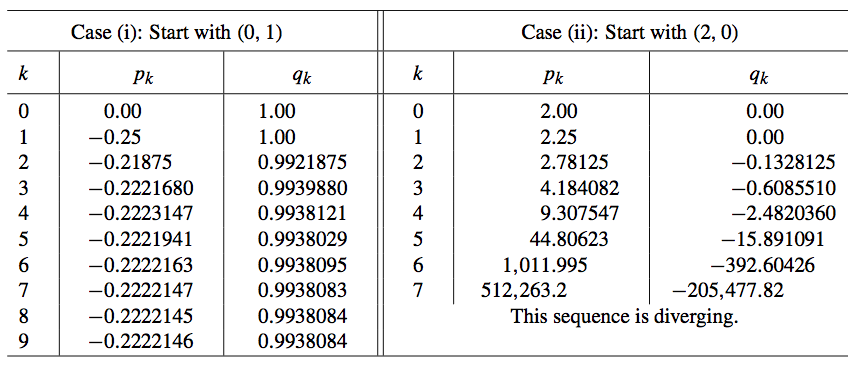 Case (i): Start with (0, 1) Case (ii): Start with (2, 0)
k pk qk k pk qk
0 0.00 1.00 0 2.00 0.00
1 −0.25 1.00 1 2.25 0.00
2 −0.21875 0.9921875 2 2.78125 −0.1328125
3 −0.2221680 0.9939880 3 4.184082 −0.6085510
4 −0.2223147 0.9938121 4 9.307547 −2.4820360
5 −0.2221941 0.9938029 5 44.80623 −15.891091
6 −0.2222163 0.9938095 6 1,011.995 −392.60426
7 −0.2222147 0.9938083 7 512,263.2 −205,477.82
8 −0.2222145 0.9938084 This sequence is diverging.
9 −0.2222146 0.9938084